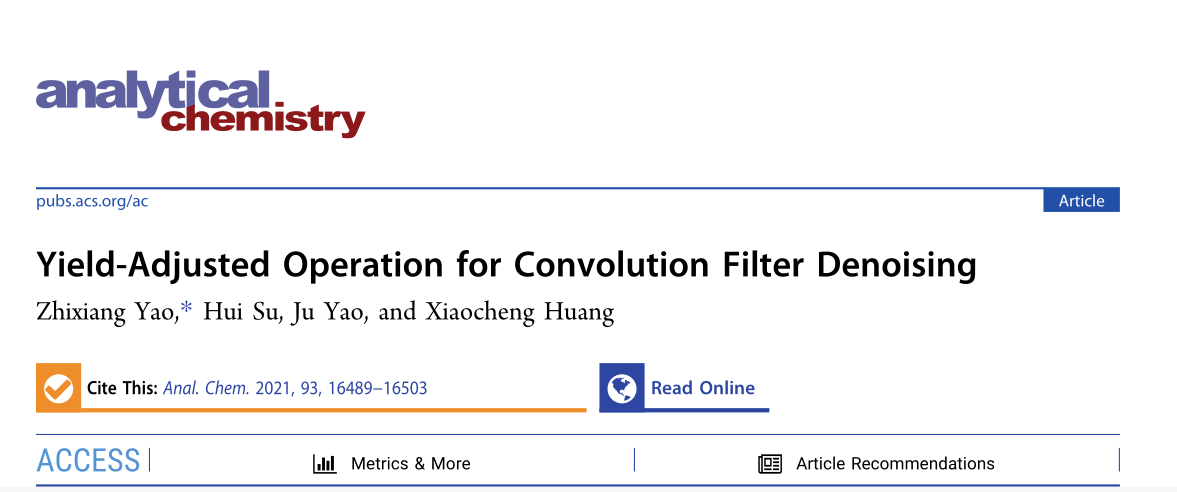 analytical
chemistry
pubs.acs.org/ac
Article
Yield-Adjusted Operation for Convolution Filter Denoising
Zhixiang Yao,* Hui Su, Ju Yao, and Xiaocheng Huang
Cite This: Anal. Chem. 2021, 93, 16489−16503
Read Online
ACCESS
Metrics & More
Article Recommendations